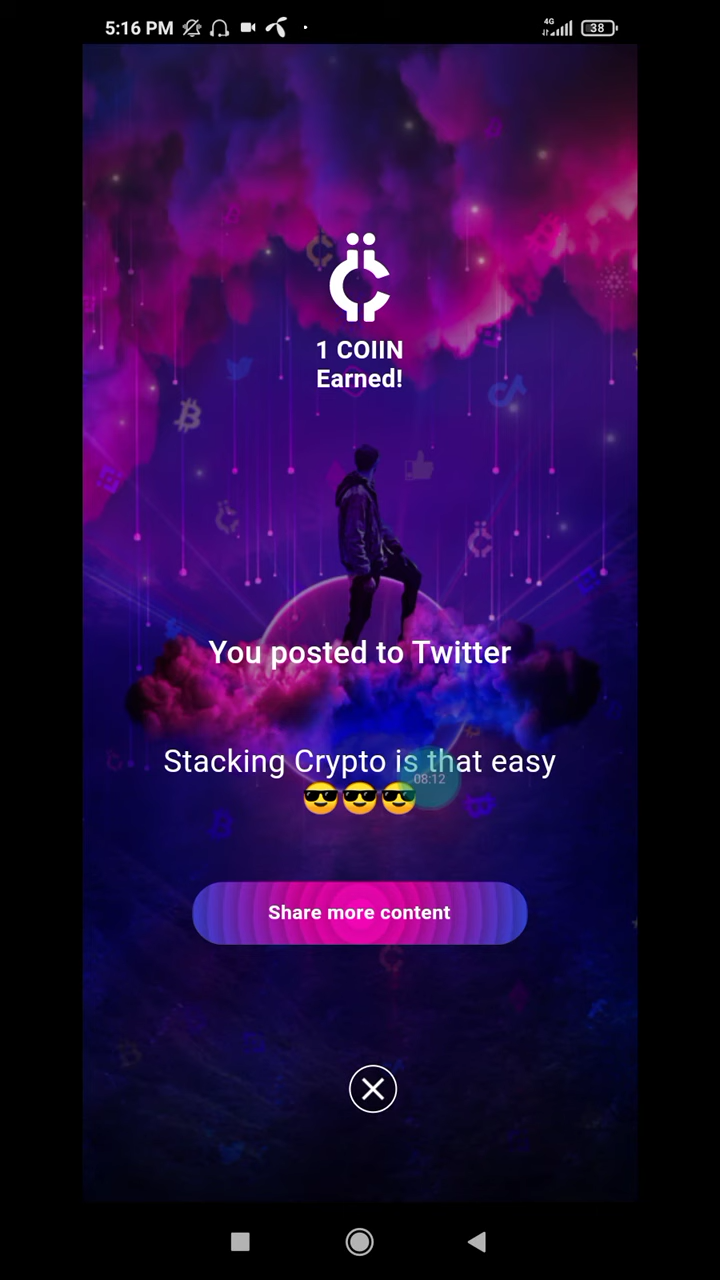 5:16 PM
4G
38
1 COIIN
Earned!
You posted to Twitter
Stacking Crypto is that easy
😎😎😎
08:12
Share more content